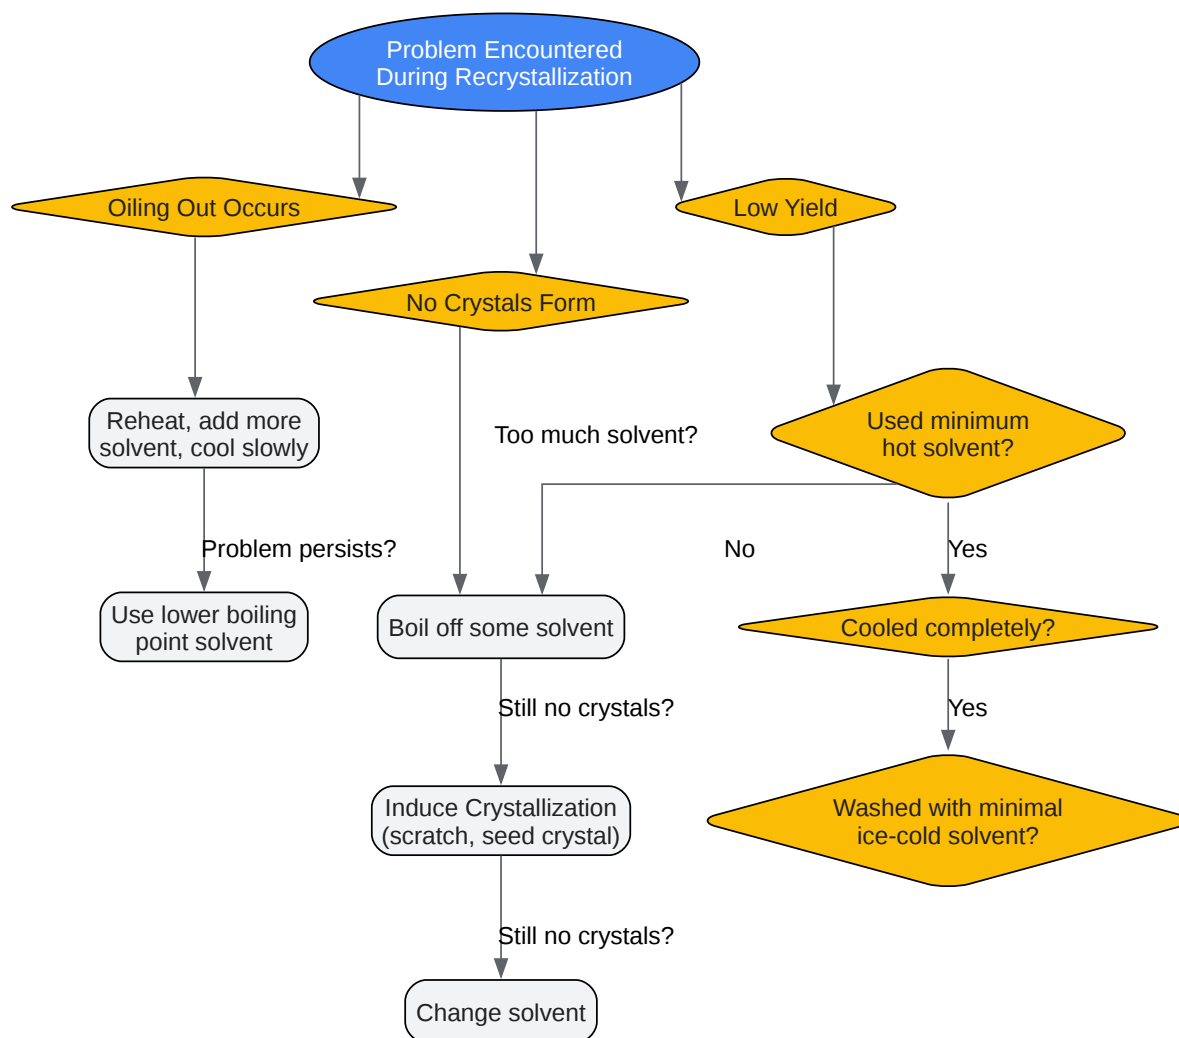 Problem Encountered
During Recrystallization
Oiling Out Occurs
Low Yield
No Crystals Form
Reheat, add more
solvent, cool slowly
Too much solvent?
Used minimum
hot solvent?
Problem persists?
No
Yes
Use lower boiling
point solvent
Boil off some solvent
Cooled completely?
Still no crystals?
Yes
Induce Crystallization
(scratch, seed crystal)
Washed with minimal
ice-cold solvent?
Still no crystals?
Change solvent